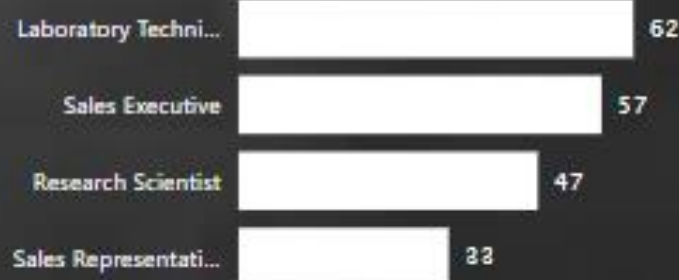 Laboratory Techni... 62
Sales Executive 57
Research Scientist 47
Sales Representati... 33